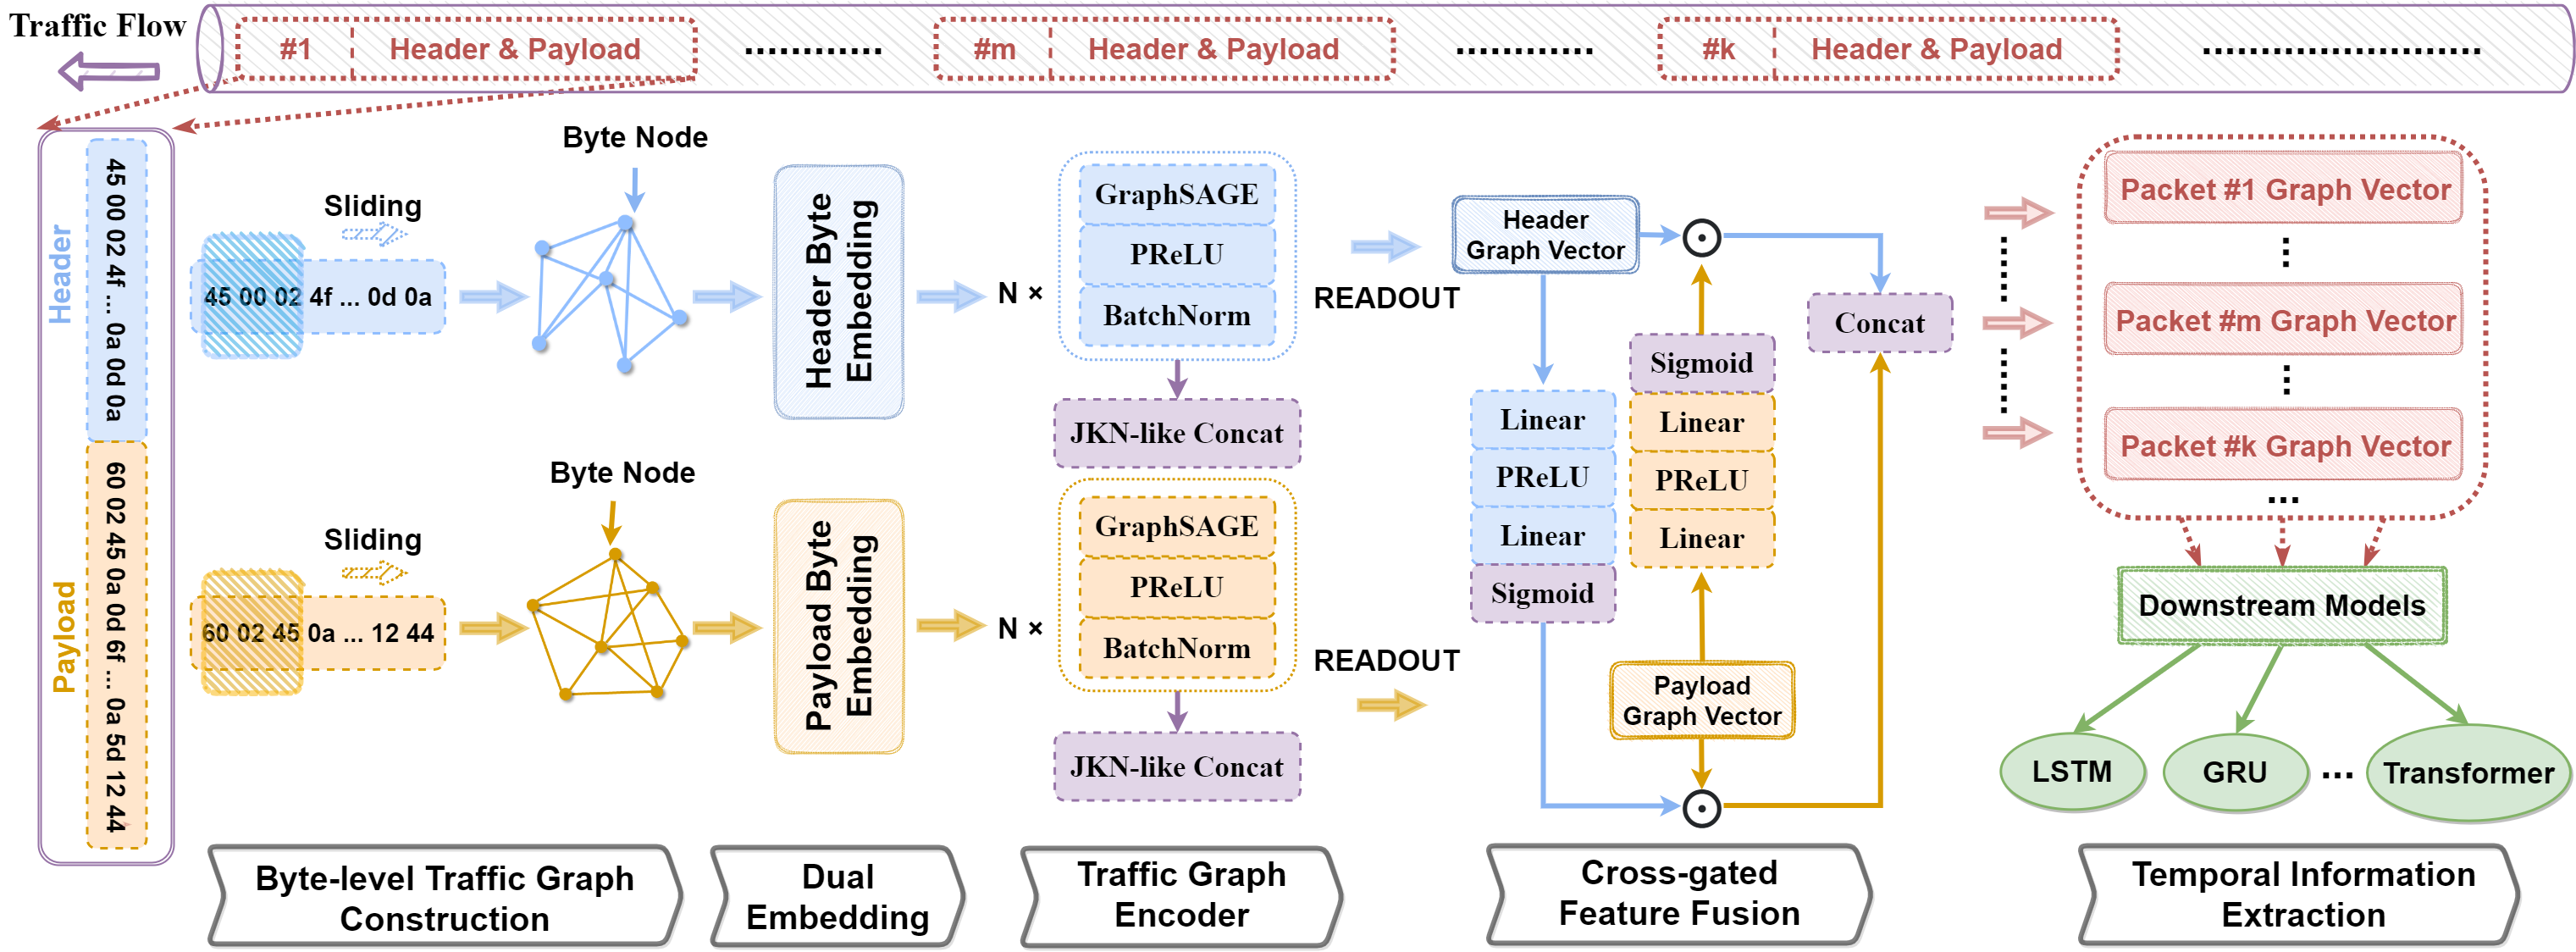 Traffic Flow
#1 Header & Payload ............ #m Header & Payload ............ #k Header & Payload ........................
Header
45 00 02 4f ... 0a 0d 0a
Payload
60 02 45 0a 0d 6f ... 0a 5d 12 44
Sliding
45 00 02 4f ... 0d 0a
Byte Node
Header Byte
Embedding
N ×
GraphSAGE
PReLU
BatchNorm
JKN-like Concat
READOUT
Sliding
60 02 45 0a ... 12 44
Byte Node
Payload Byte
Embedding
N ×
GraphSAGE
PReLU
BatchNorm
JKN-like Concat
READOUT
Header
Graph Vector
Linear
PReLU
Linear
Sigmoid
Sigmoid
Linear
PReLU
Linear
Payload
Graph Vector
Concat
Packet #1 Graph Vector
Packet #m Graph Vector
Packet #k Graph Vector
...
Downstream Models
LSTM
GRU
...
Transformer
Byte-level Traffic Graph
Construction
Dual
Embedding
Traffic Graph
Encoder
Cross-gated
Feature Fusion
Temporal Information
Extraction